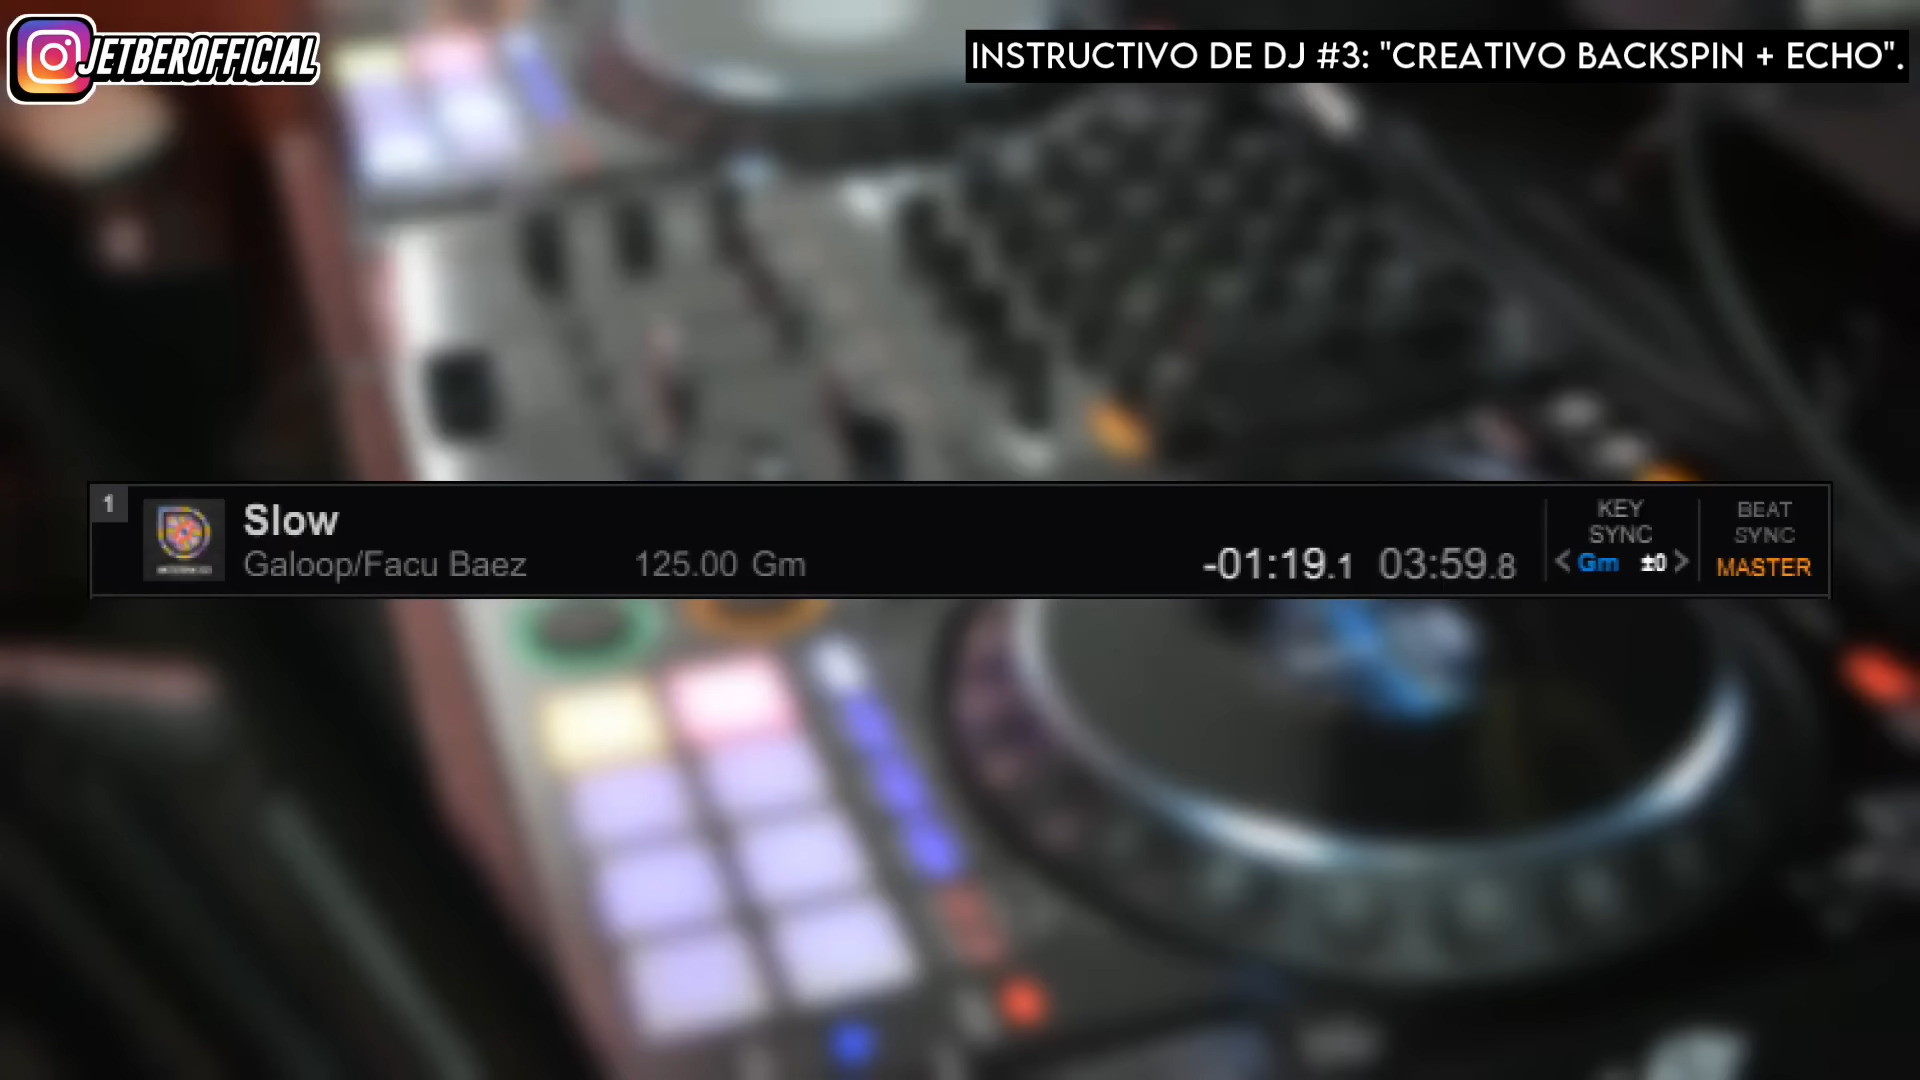 JETBEROFFICIAL
INSTRUCTIVO DE DJ #3: "CREATIVO BACKSPIN + ECHO".
1
Slow
Galoop/Facu Baez 125.00 Gm
-01:19.1 03:59.8
KEY
SYNC
< Gm ±0 >
BEAT
SYNC
MASTER